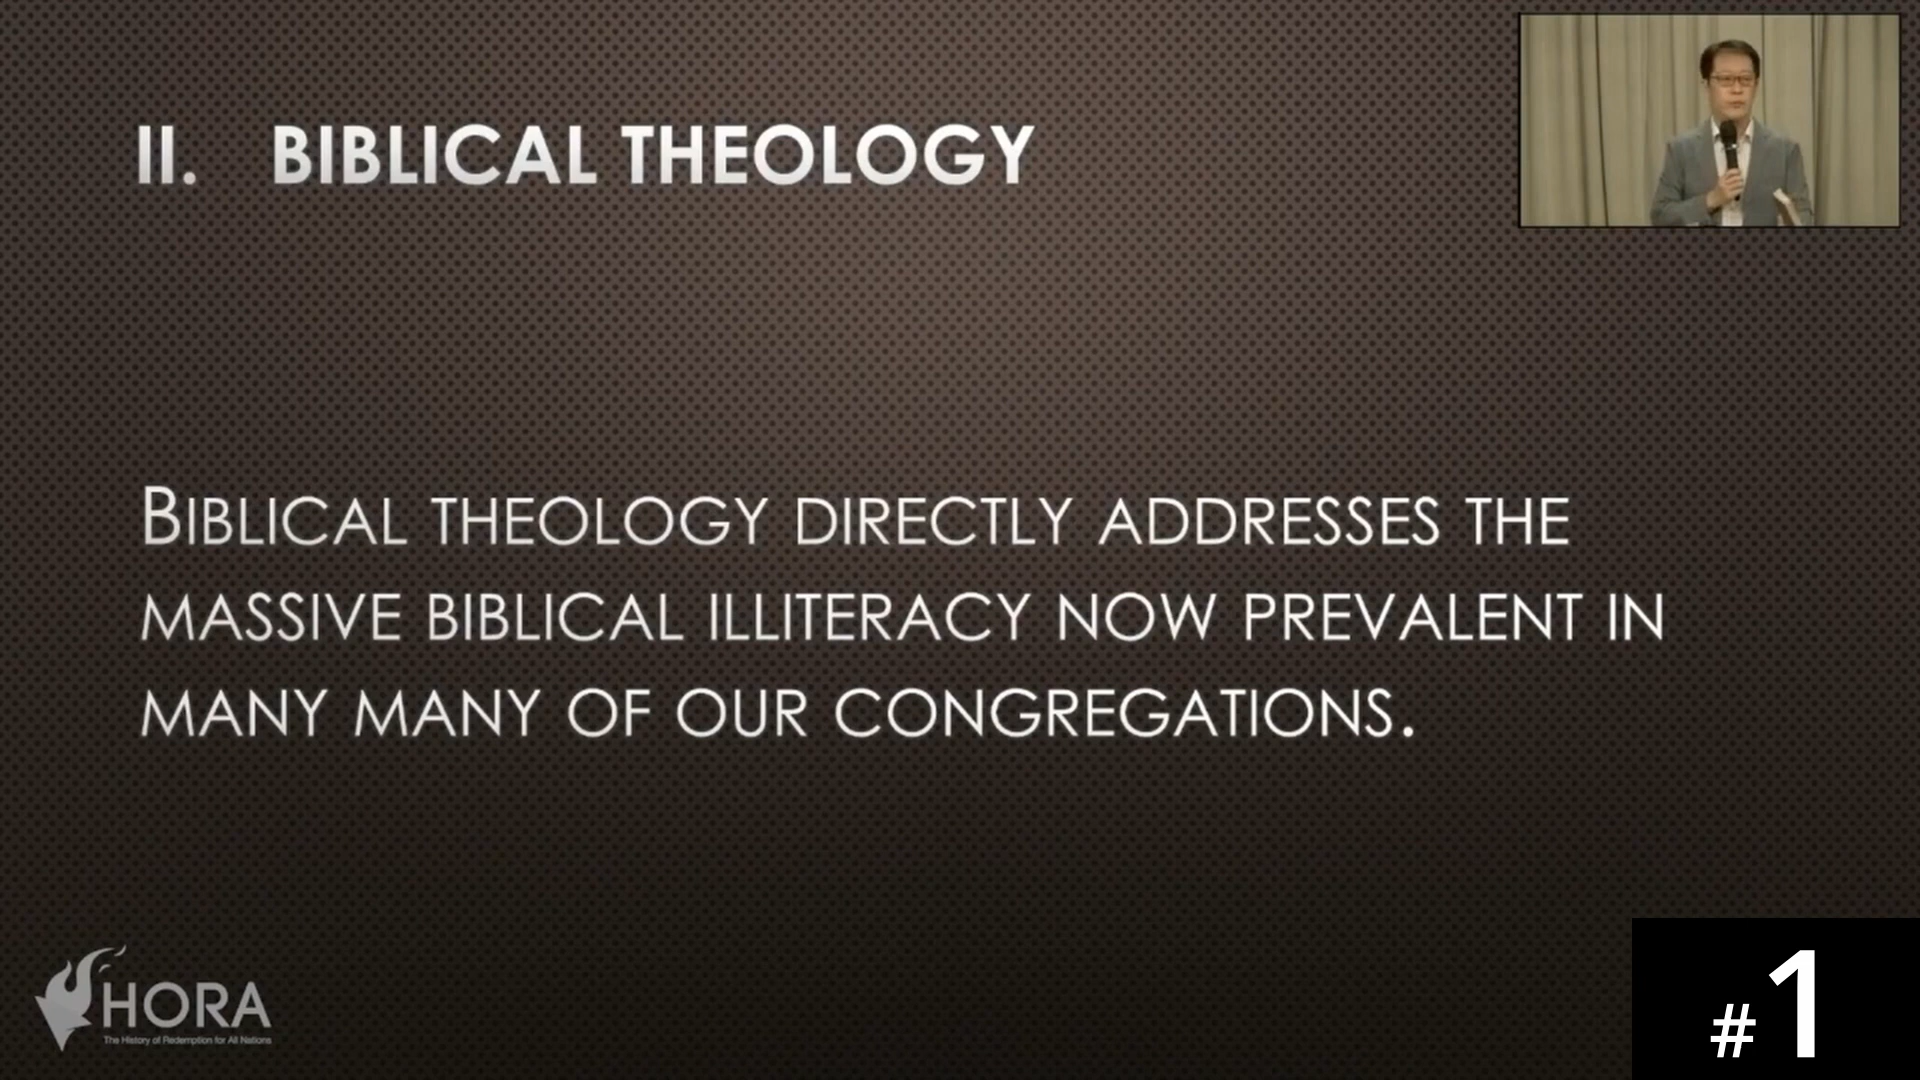 II. BIBLICAL THEOLOGY
BIBLICAL THEOLOGY DIRECTLY ADDRESSES THE
MASSIVE BIBLICAL ILLITERACY NOW PREVALENT IN
MANY MANY OF OUR CONGREGATIONS.
HORA
The History of Redemption for All Nations
#1